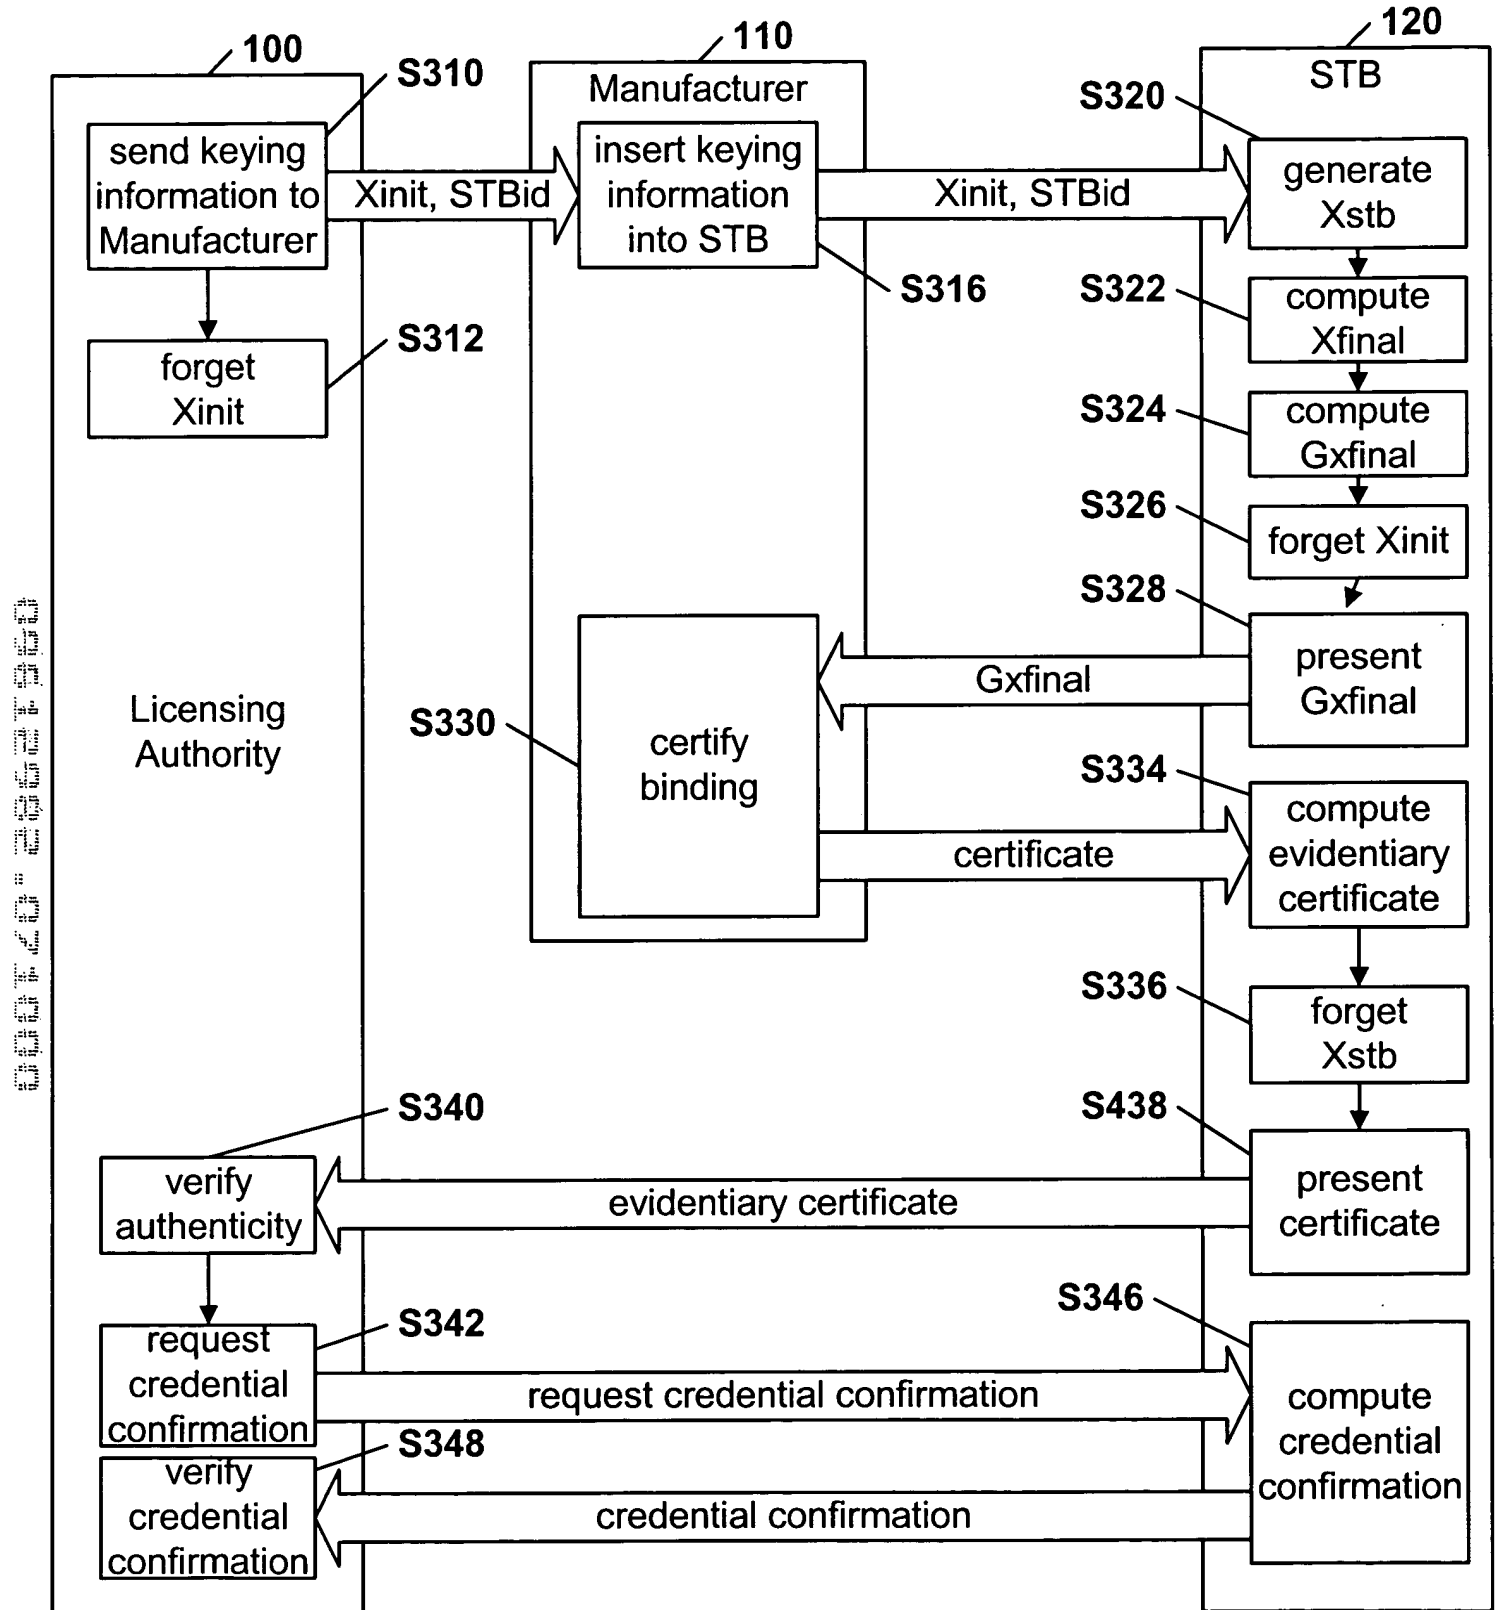 100
110
120
S310
Manufacturer
STB
S320
send keying
information to
Manufacturer
Xinit, STBid
insert keying
information
into STB
Xinit, STBid
generate
Xstb
S316
S312
forget
Xinit
S322
compute
Xfinal
S324
compute
Gxfinal
S326
forget Xinit
S328
present
Gxfinal
Gxfinal
Licensing
Authority
S330
certify
binding
S334
compute
evidentiary
certificate
certificate
S336
forget
Xstb
S340
S438
verify
authenticity
evidentiary certificate
present
certificate
S342
S346
request
credential
confirmation
request credential confirmation
compute
credential
confirmation
S348
verify
credential
confirmation
credential confirmation